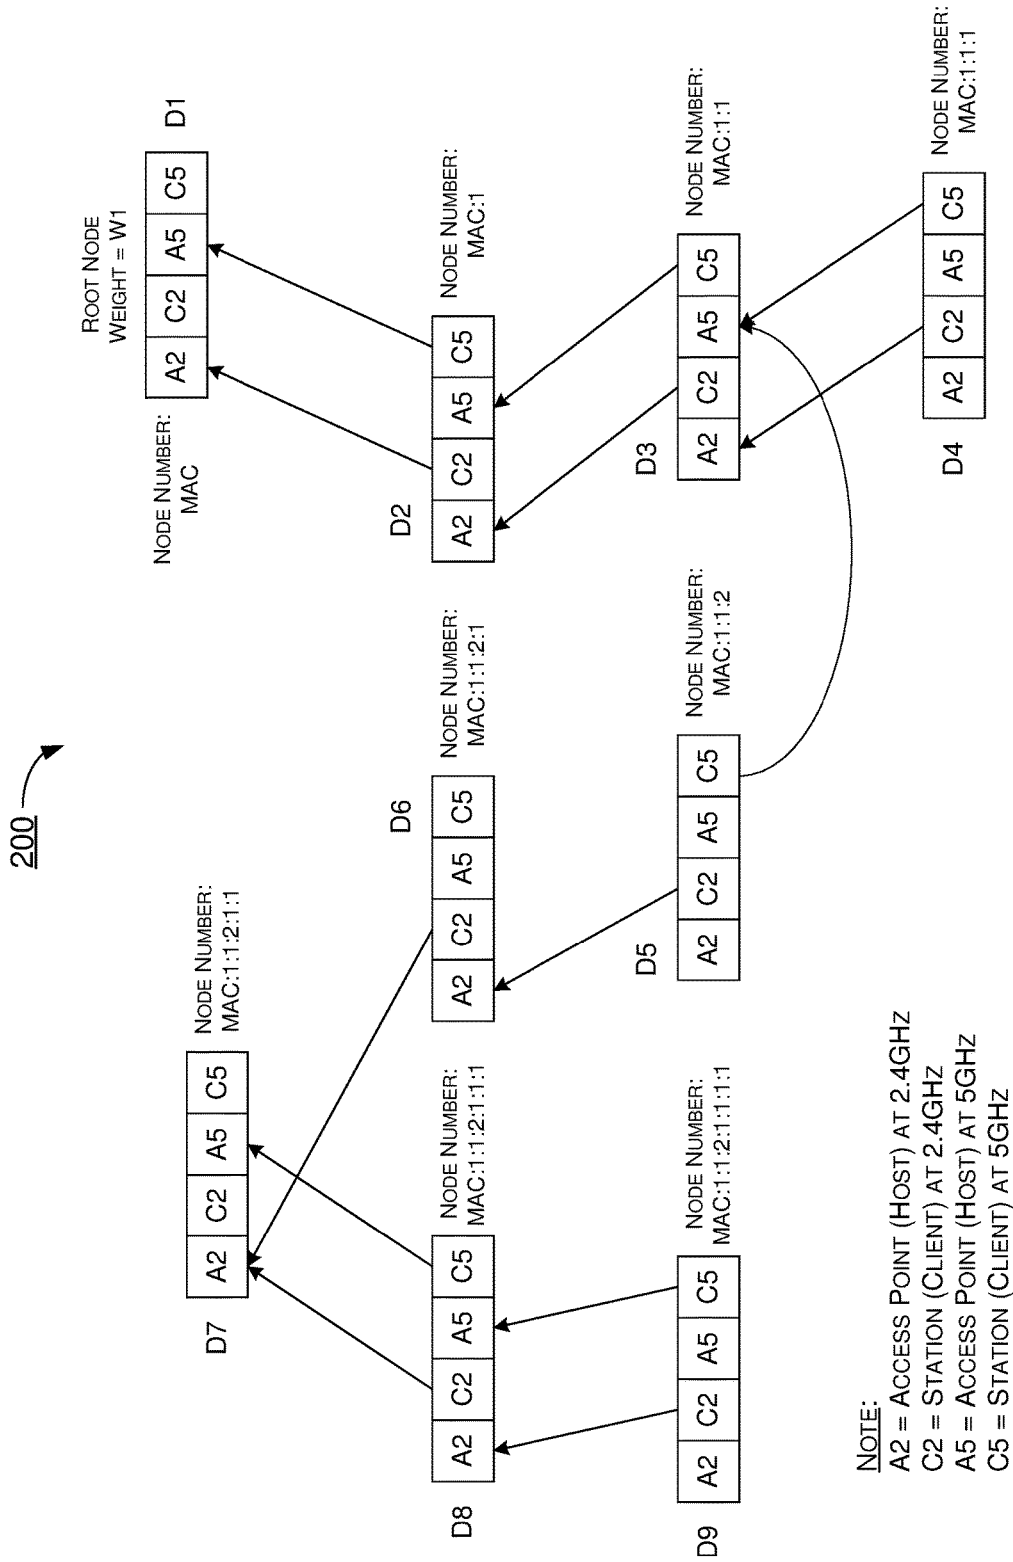 200
ROOT NODE
WEIGHT = W1
NODE NUMBER:
MAC
A2 C2 A5 C5
D1
D7
A2 C2 A5 C5
NODE NUMBER:
MAC:1:1:2:1:1
D8
A2 C2 A5 C5
NODE NUMBER:
MAC:1:1:2:1:1:1
D6
A2 C2 A5 C5
NODE NUMBER:
MAC:1:1:2:1
D2
A2 C2 A5 C5
NODE NUMBER:
MAC:1
D9
A2 C2 A5 C5
NODE NUMBER:
MAC:1:1:2:1:1:1:1
D5
A2 C2 A5 C5
NODE NUMBER:
MAC:1:1:2
D3
A2 C2 A5 C5
NODE NUMBER:
MAC:1:1
D4
A2 C2 A5 C5
NODE NUMBER:
MAC:1:1:1
NOTE:
A2 = ACCESS POINT (HOST) AT 2.4GHZ
C2 = STATION (CLIENT) AT 2.4GHZ
A5 = ACCESS POINT (HOST) AT 5GHZ
C5 = STATION (CLIENT) AT 5GHZ